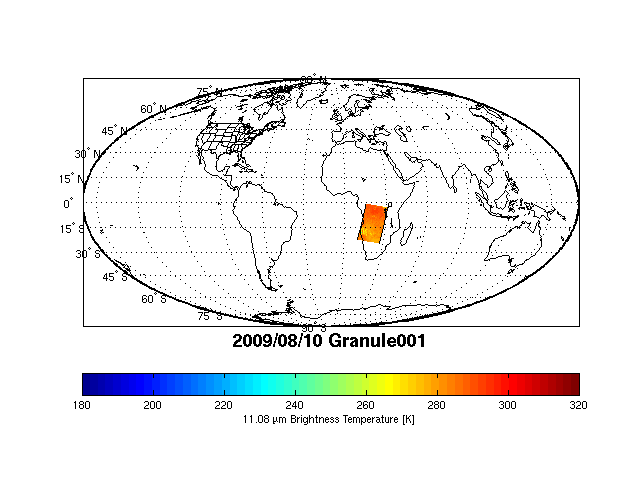 90° N
75° N
60° N
45° N
30° N
15° N
0°
15° S
30° S
45° S
60° S
75° S
90° S
2009/08/10 Granule001
180 200 220 240 260 280 300 320
11.08 µm Brightness Temperature [K]